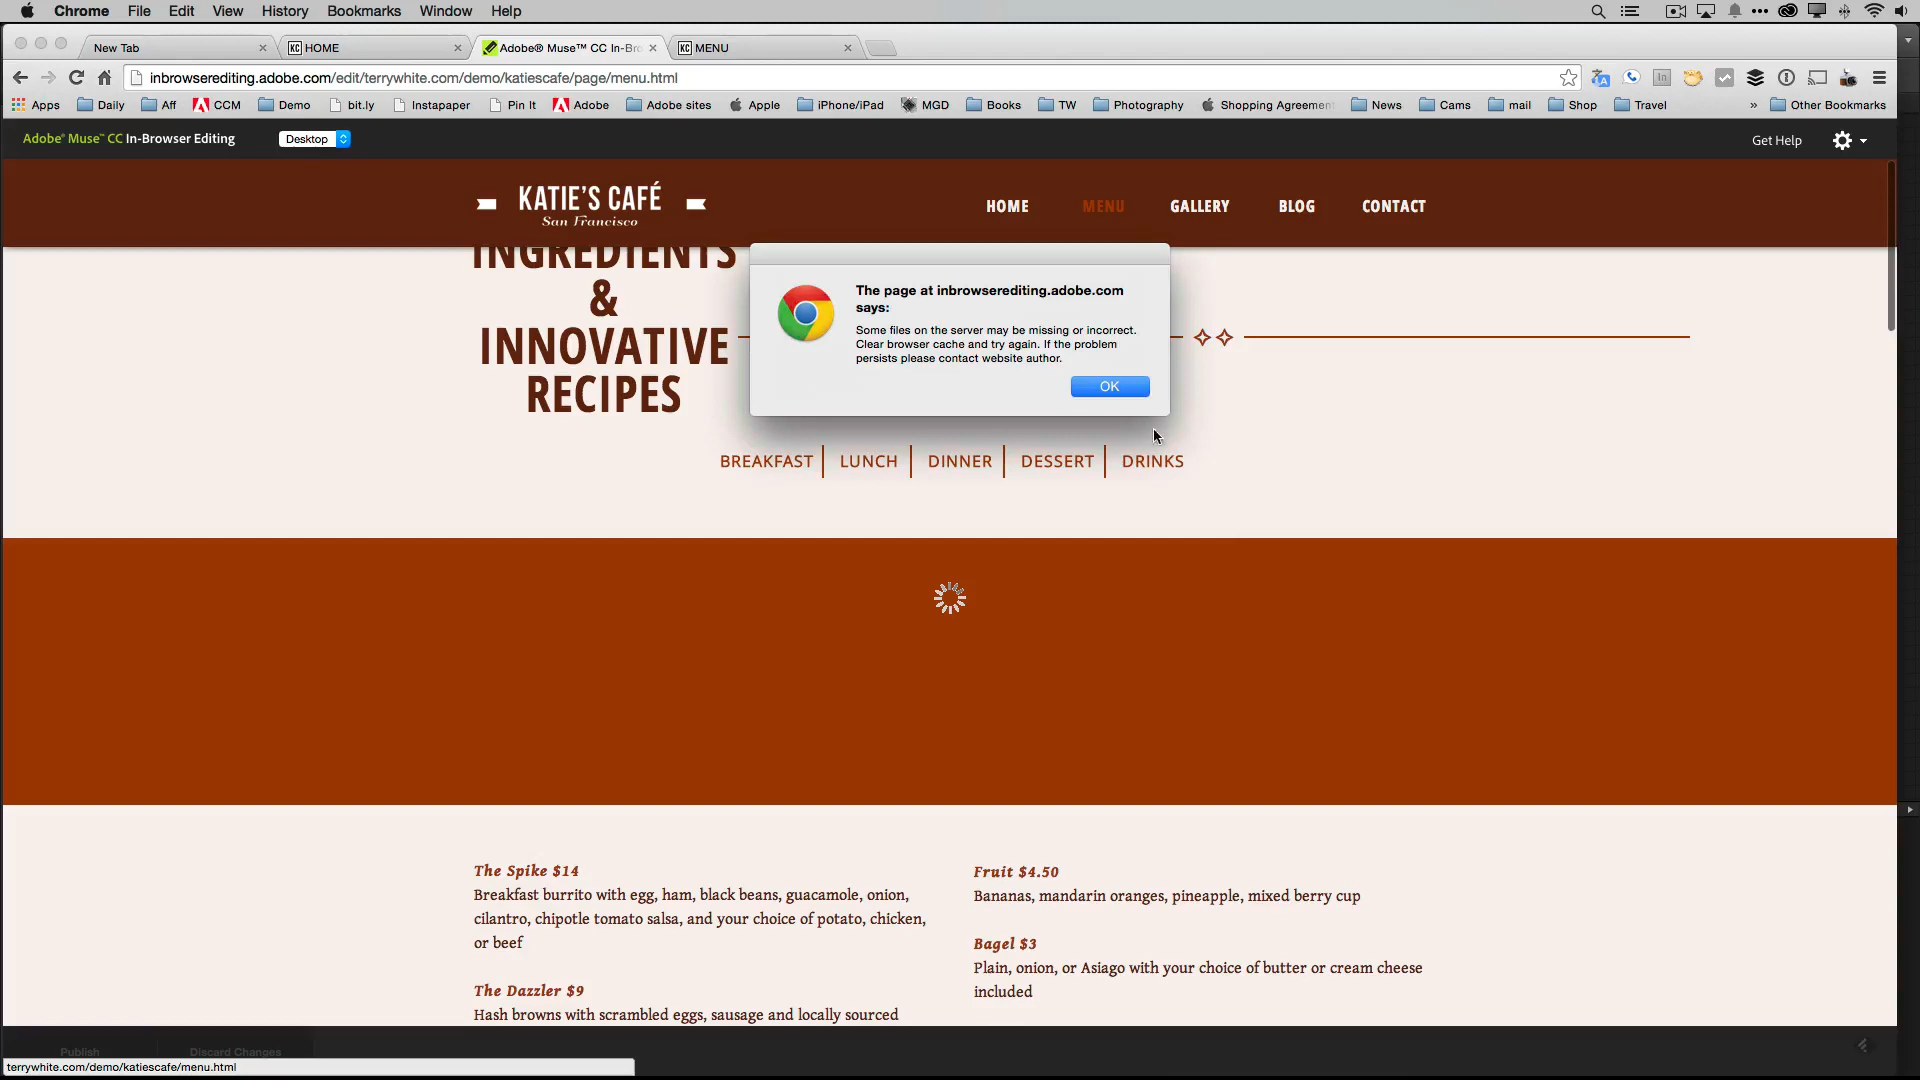 Chrome File Edit View History Bookmarks Window Help
New Tab
KC HOME
Adobe® Muse™ CC In-Bro
KC MENU
inbrowserediting.adobe.com/edit/terrywhite.com/demo/katiescafe/page/menu.html
Apps Daily Aff CCM Demo bit.ly Instapaper Pin It Adobe Adobe sites Apple iPhone/iPad MGD Books TW Photography Shopping Agreemen News Cams mail Shop Travel » Other Bookmarks
Adobe® Muse™ CC In-Browser Editing Desktop Get Help
KATIE'S CAFÉ
San Francisco
HOME MENU GALLERY BLOG CONTACT
INGREDIENTS
&
INNOVATIVE
RECIPES
The page at inbrowserediting.adobe.com
says:
Some files on the server may be missing or incorrect.
Clear browser cache and try again. If the problem
persists please contact website author.
OK
BREAKFAST LUNCH DINNER DESSERT DRINKS
The Spike $14
Breakfast burrito with egg, ham, black beans, guacamole, onion,
cilantro, chipotle tomato salsa, and your choice of potato, chicken,
or beef
The Dazzler $9
Hash browns with scrambled eggs, sausage and locally sourced
Fruit $4.50
Bananas, mandarin oranges, pineapple, mixed berry cup
Bagel $3
Plain, onion, or Asiago with your choice of butter or cream cheese
included
Publish Discard Changes
terrywhite.com/demo/katiescafe/menu.html